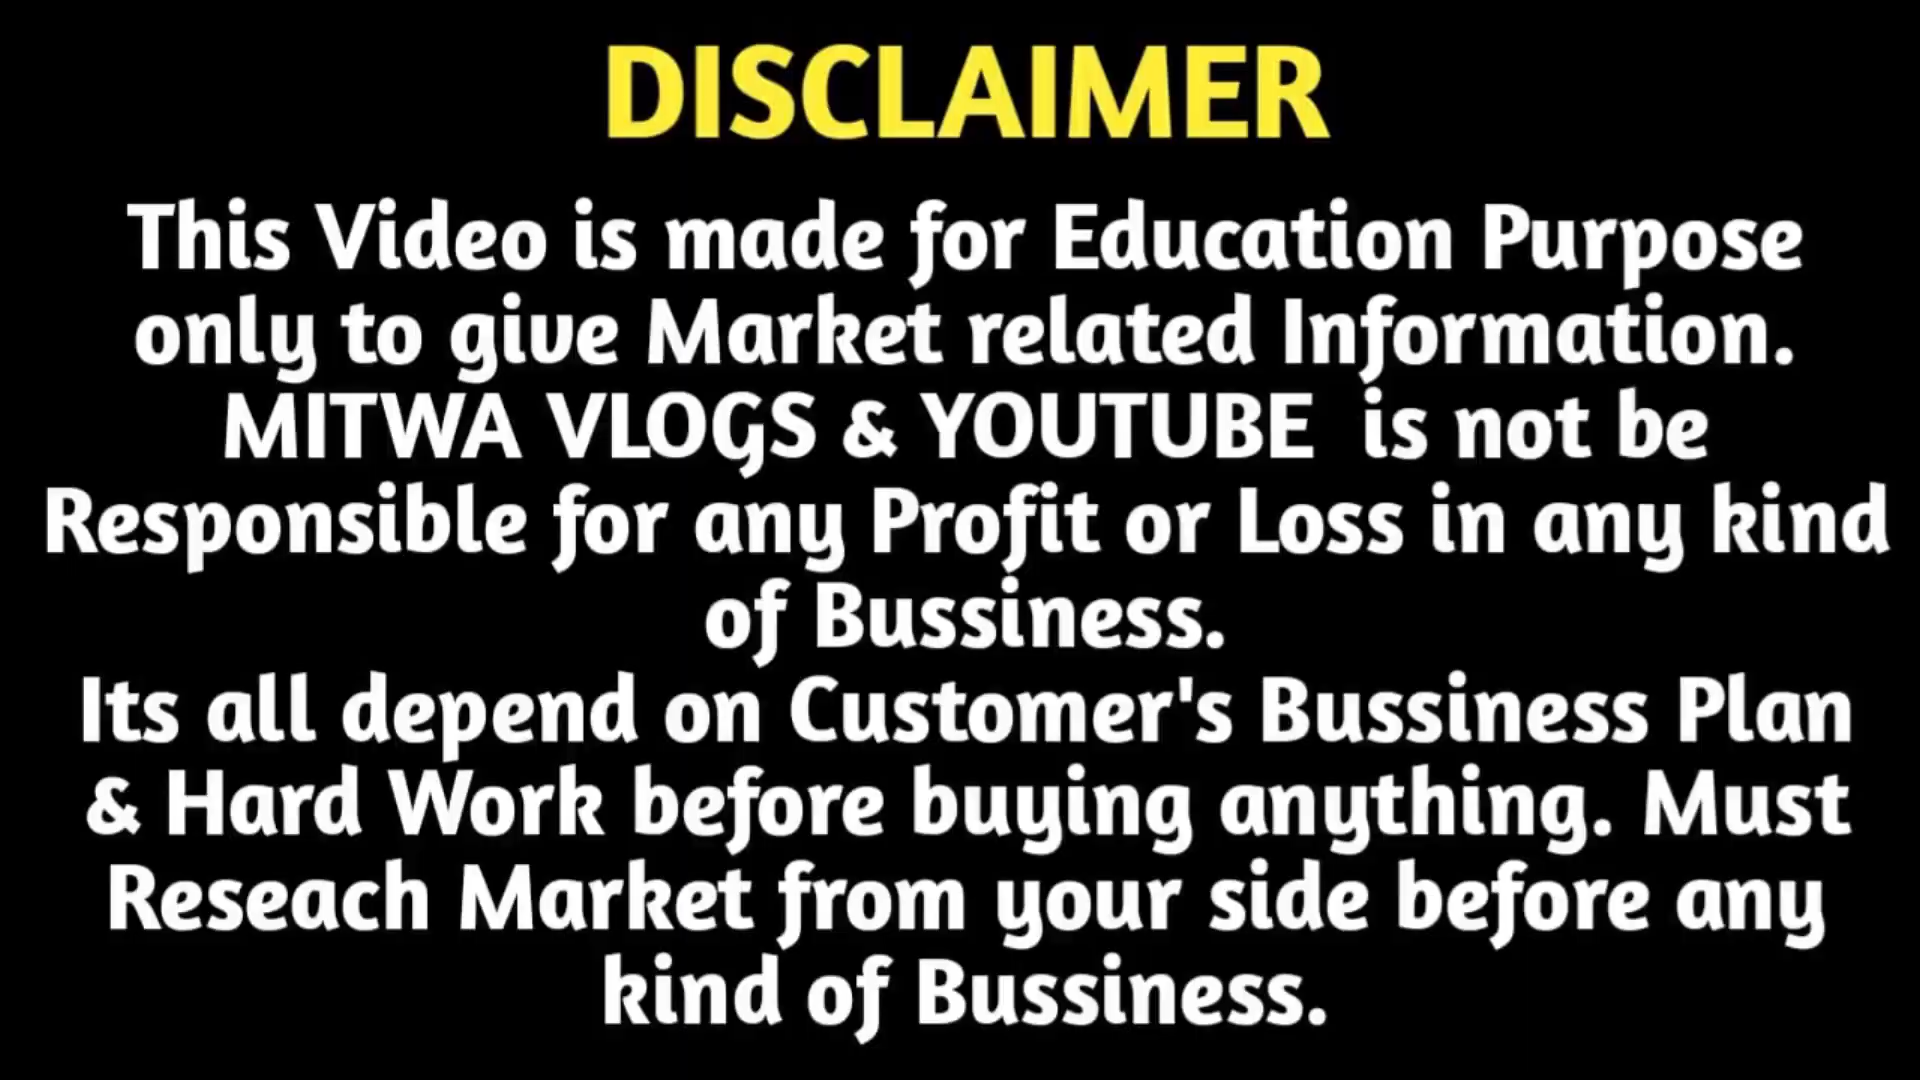 DISCLAIMER
This Video is made for Education Purpose
only to give Market related Information.
MITWA VLOGS & YOUTUBE is not be
Responsible for any Profit or Loss in any kind
of Bussiness.
Its all depend on Customer's Bussiness Plan
& Hard Work before buying anything. Must
Reseach Market from your side before any
kind of Bussiness.